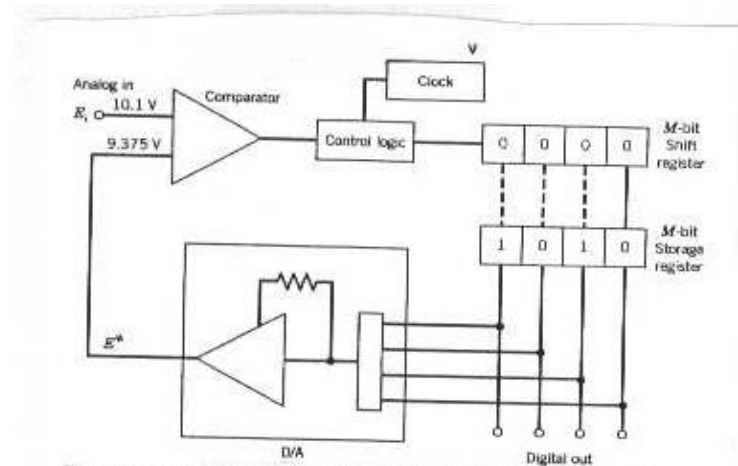 V
Clock
Analog in
Comparator
E_i 10.1 V
9.375 V
Control logic
0 0 0 0
M-bit
Shift
register
1 0 1 0
M-bit
Storage
register
E*
D/A
Digital out